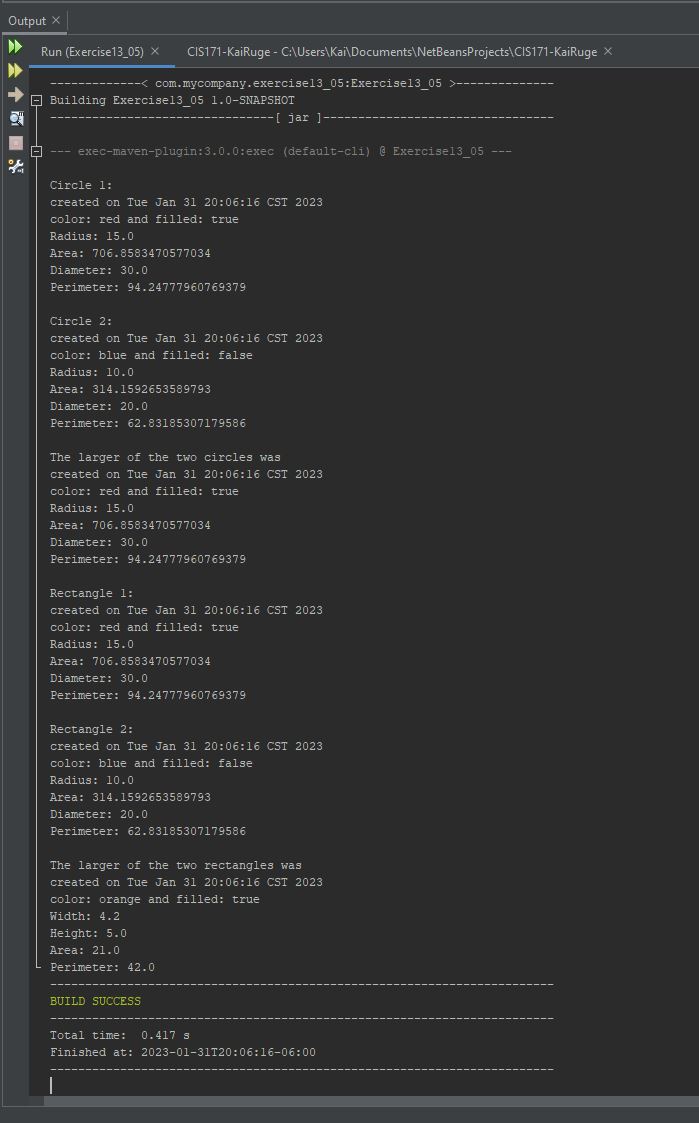 Output
Run (Exercise13_05)
CIS171-KaiRuge - C:\Users\Kai\Documents\NetBeansProjects\CIS171-KaiRuge
-------------< com.mycompany.exercise13_05:Exercise13_05 >--------------
Building Exercise13_05 1.0-SNAPSHOT
--------------------------------[ jar ]---------------------------------
--- exec-maven-plugin:3.0.0:exec (default-cli) @ Exercise13_05 ---
Circle 1:
created on Tue Jan 31 20:06:16 CST 2023
color: red and filled: true
Radius: 15.0
Area: 706.8583470577034
Diameter: 30.0
Perimeter: 94.24777960769379
Circle 2:
created on Tue Jan 31 20:06:16 CST 2023
color: blue and filled: false
Radius: 10.0
Area: 314.1592653589793
Diameter: 20.0
Perimeter: 62.83185307179586
The larger of the two circles was
created on Tue Jan 31 20:06:16 CST 2023
color: red and filled: true
Radius: 15.0
Area: 706.8583470577034
Diameter: 30.0
Perimeter: 94.24777960769379
Rectangle 1:
created on Tue Jan 31 20:06:16 CST 2023
color: red and filled: true
Radius: 15.0
Area: 706.8583470577034
Diameter: 30.0
Perimeter: 94.24777960769379
Rectangle 2:
created on Tue Jan 31 20:06:16 CST 2023
color: blue and filled: false
Radius: 10.0
Area: 314.1592653589793
Diameter: 20.0
Perimeter: 62.83185307179586
The larger of the two rectangles was
created on Tue Jan 31 20:06:16 CST 2023
color: orange and filled: true
Width: 4.2
Height: 5.0
Area: 21.0
Perimeter: 42.0
------------------------------------------------------------------------
BUILD SUCCESS
------------------------------------------------------------------------
Total time:  0.417 s
Finished at: 2023-01-31T20:06:16-06:00
------------------------------------------------------------------------